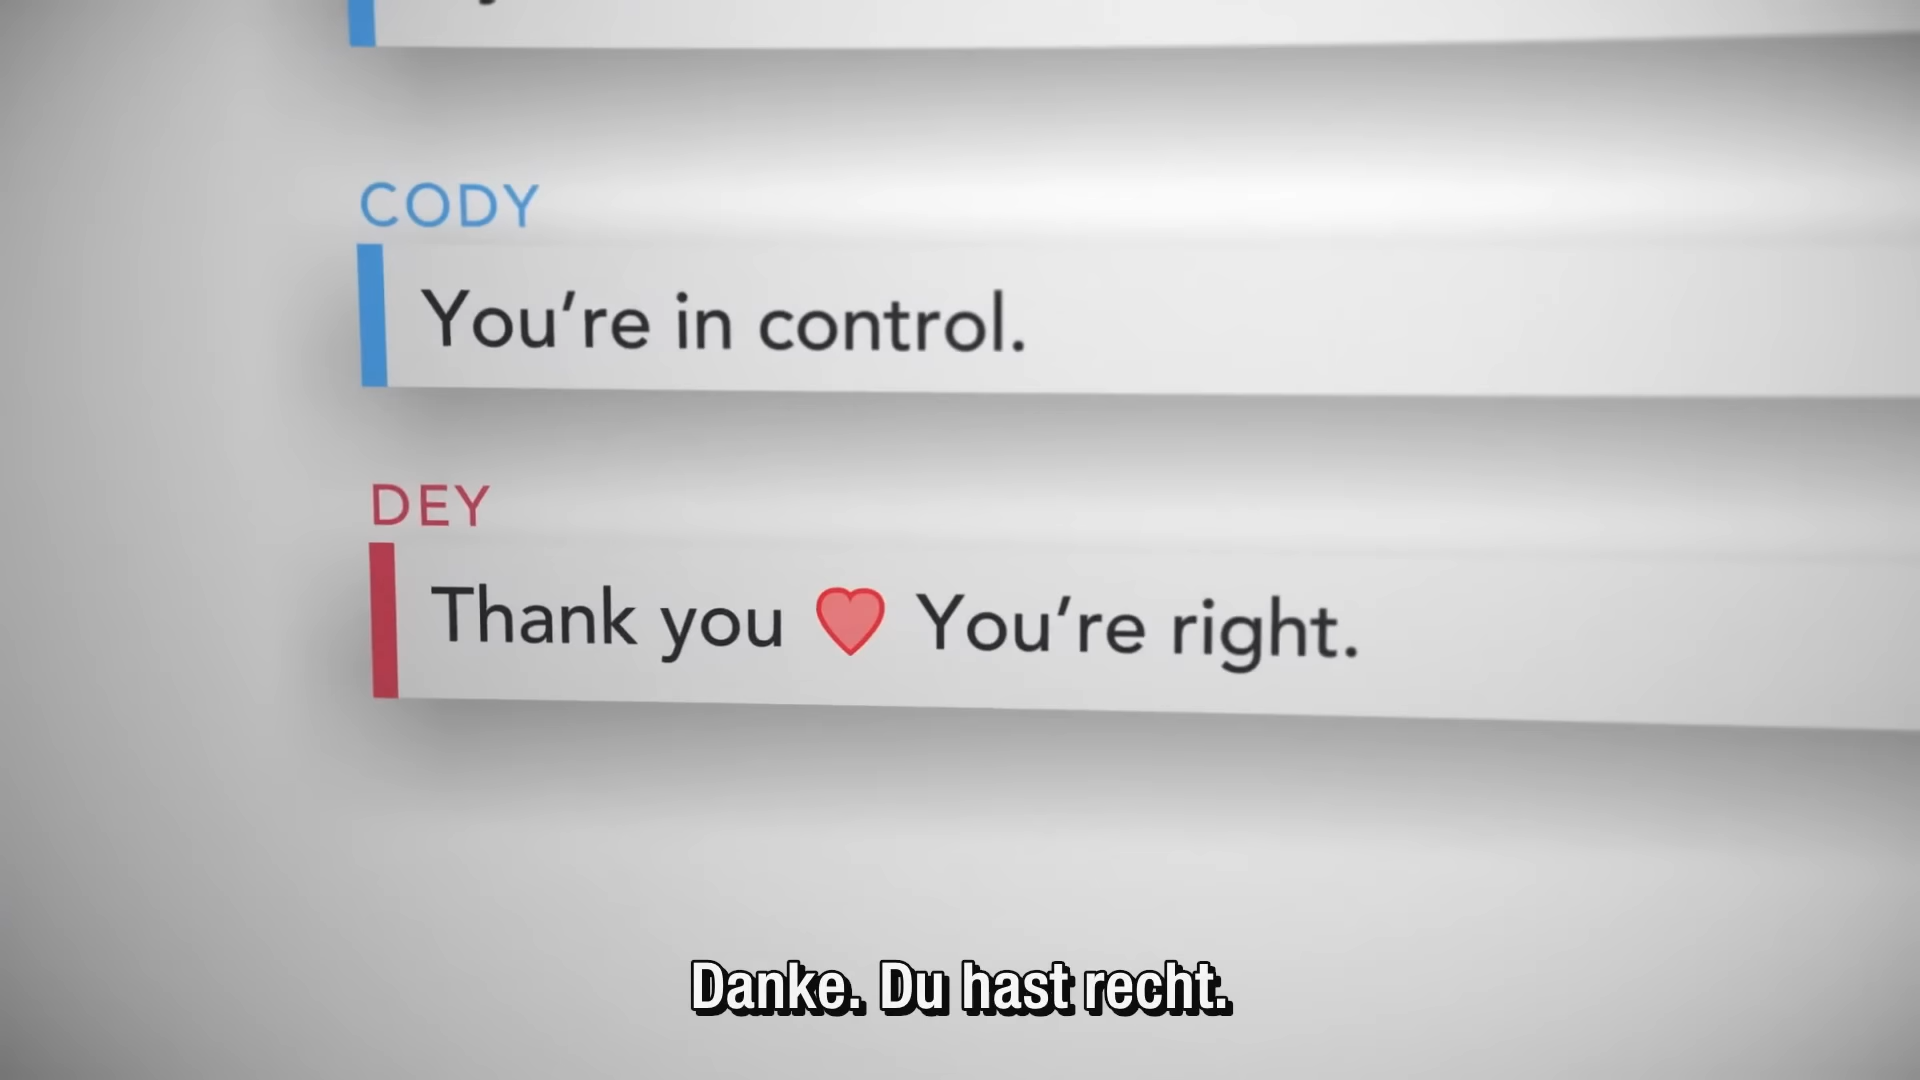 CODY
You’re in control.
DEY
Thank you ❤ You’re right.
Danke. Du hast recht.